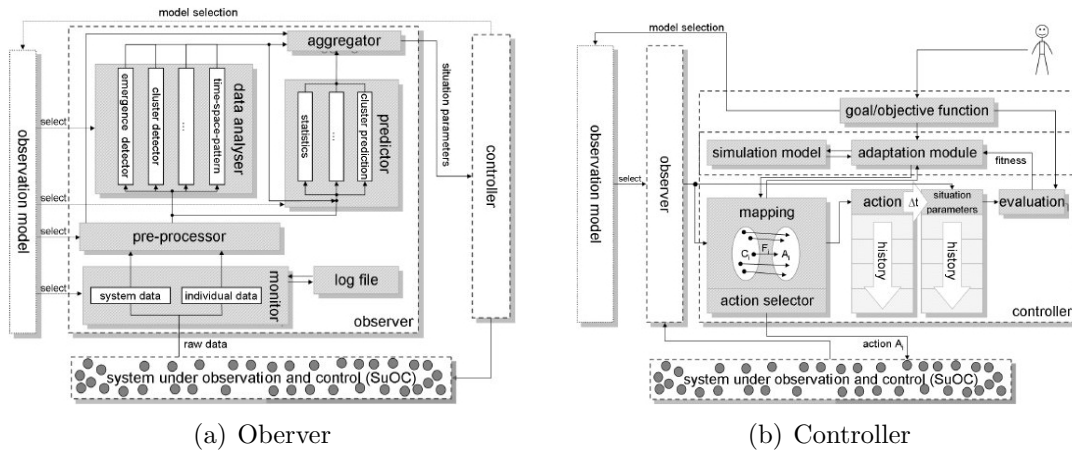 model selection
observation model
select
select
select
select
aggregator
situation parameters
controller
emergence detector
cluster detector
...
time-space-pattern
data analyser
statistics
...
cluster prediction
predictor
pre-processor
system data
individual data
monitor
log file
observer
raw data
system under observation and control (SuOC)
(a) Oberver
model selection
observation model
select
observer
goal/objective function
simulation model
adaptation module
fitness
mapping
C_i
F_i
A_i
action selector
action
Δt
situation
parameters
evaluation
history
history
controller
action A_i
system under observation and control (SuOC)
(b) Controller